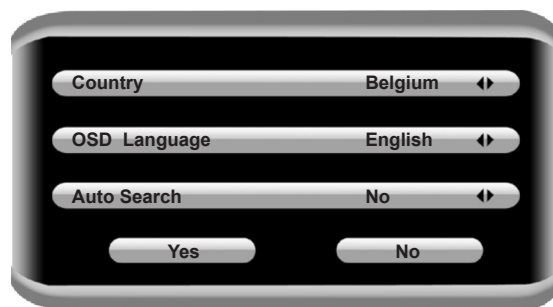 Country Belgium
OSD Language English
Auto Search No
Yes No